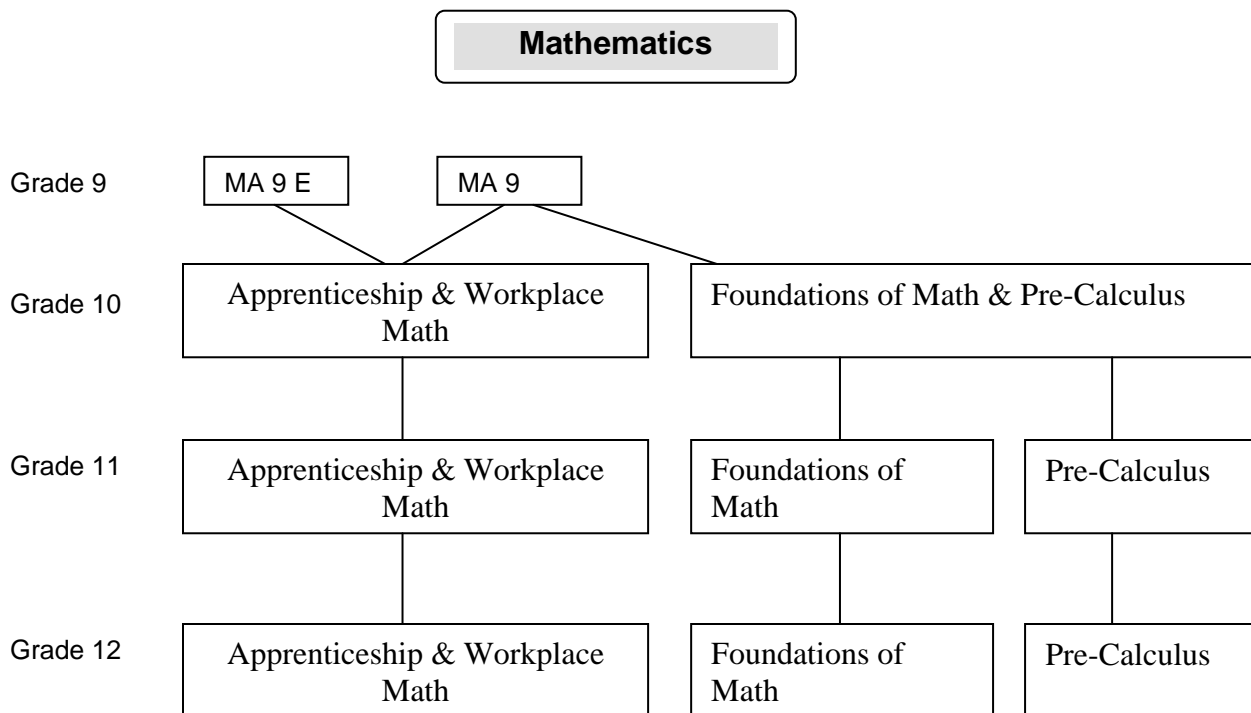 Mathematics
Grade 9
MA 9 E
MA 9
Grade 10
Apprenticeship & Workplace
Math
Foundations of Math & Pre-Calculus
Grade 11
Apprenticeship & Workplace
Math
Foundations of
Math
Pre-Calculus
Grade 12
Apprenticeship & Workplace
Math
Foundations of
Math
Pre-Calculus